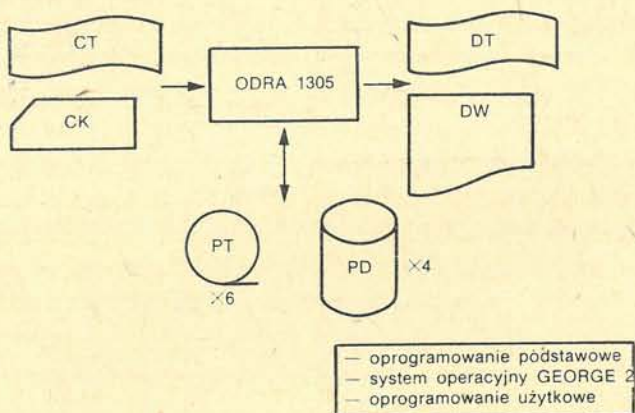 CT
DT
ODRA 1305
CK
DW
PT
×6
PD
×4
— oprogramowanie podstawowe
— system operacyjny GEORGE 2
— oprogramowanie użytkowe